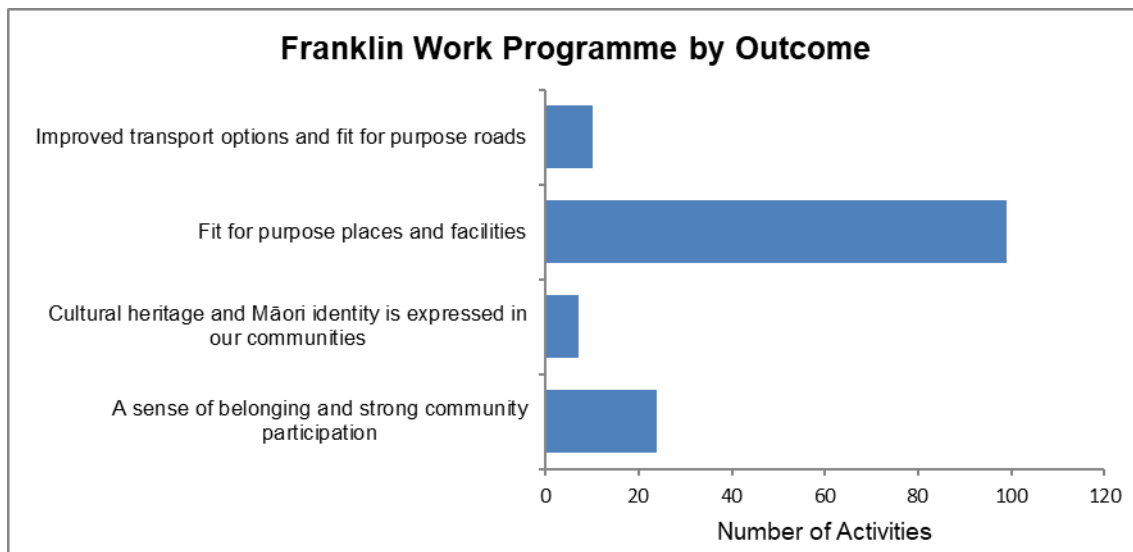 Franklin Work Programme by Outcome
Improved transport options and fit for purpose roads
Fit for purpose places and facilities
Cultural heritage and Māori identity is expressed in
our communities
A sense of belonging and strong community
participation
0 20 40 60 80 100 120
Number of Activities